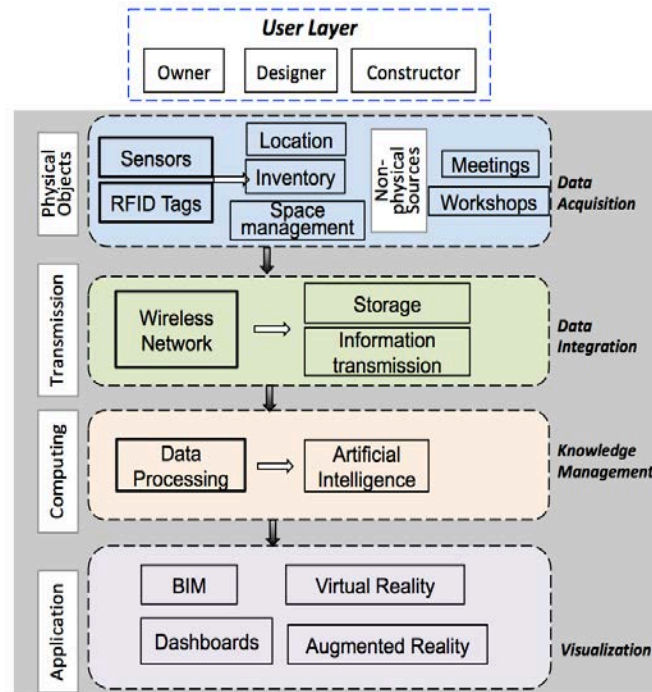 User Layer
Owner
Designer
Constructor
Physical
Objects
Sensors
RFID Tags
Location
Inventory
Space
management
Non-
physical
Sources
Meetings
Workshops
Data
Acquisition
Transmission
Wireless
Network
Storage
Information
transmission
Data
Integration
Computing
Data
Processing
Artificial
Intelligence
Knowledge
Management
Application
BIM
Virtual Reality
Dashboards
Augmented Reality
Visualization